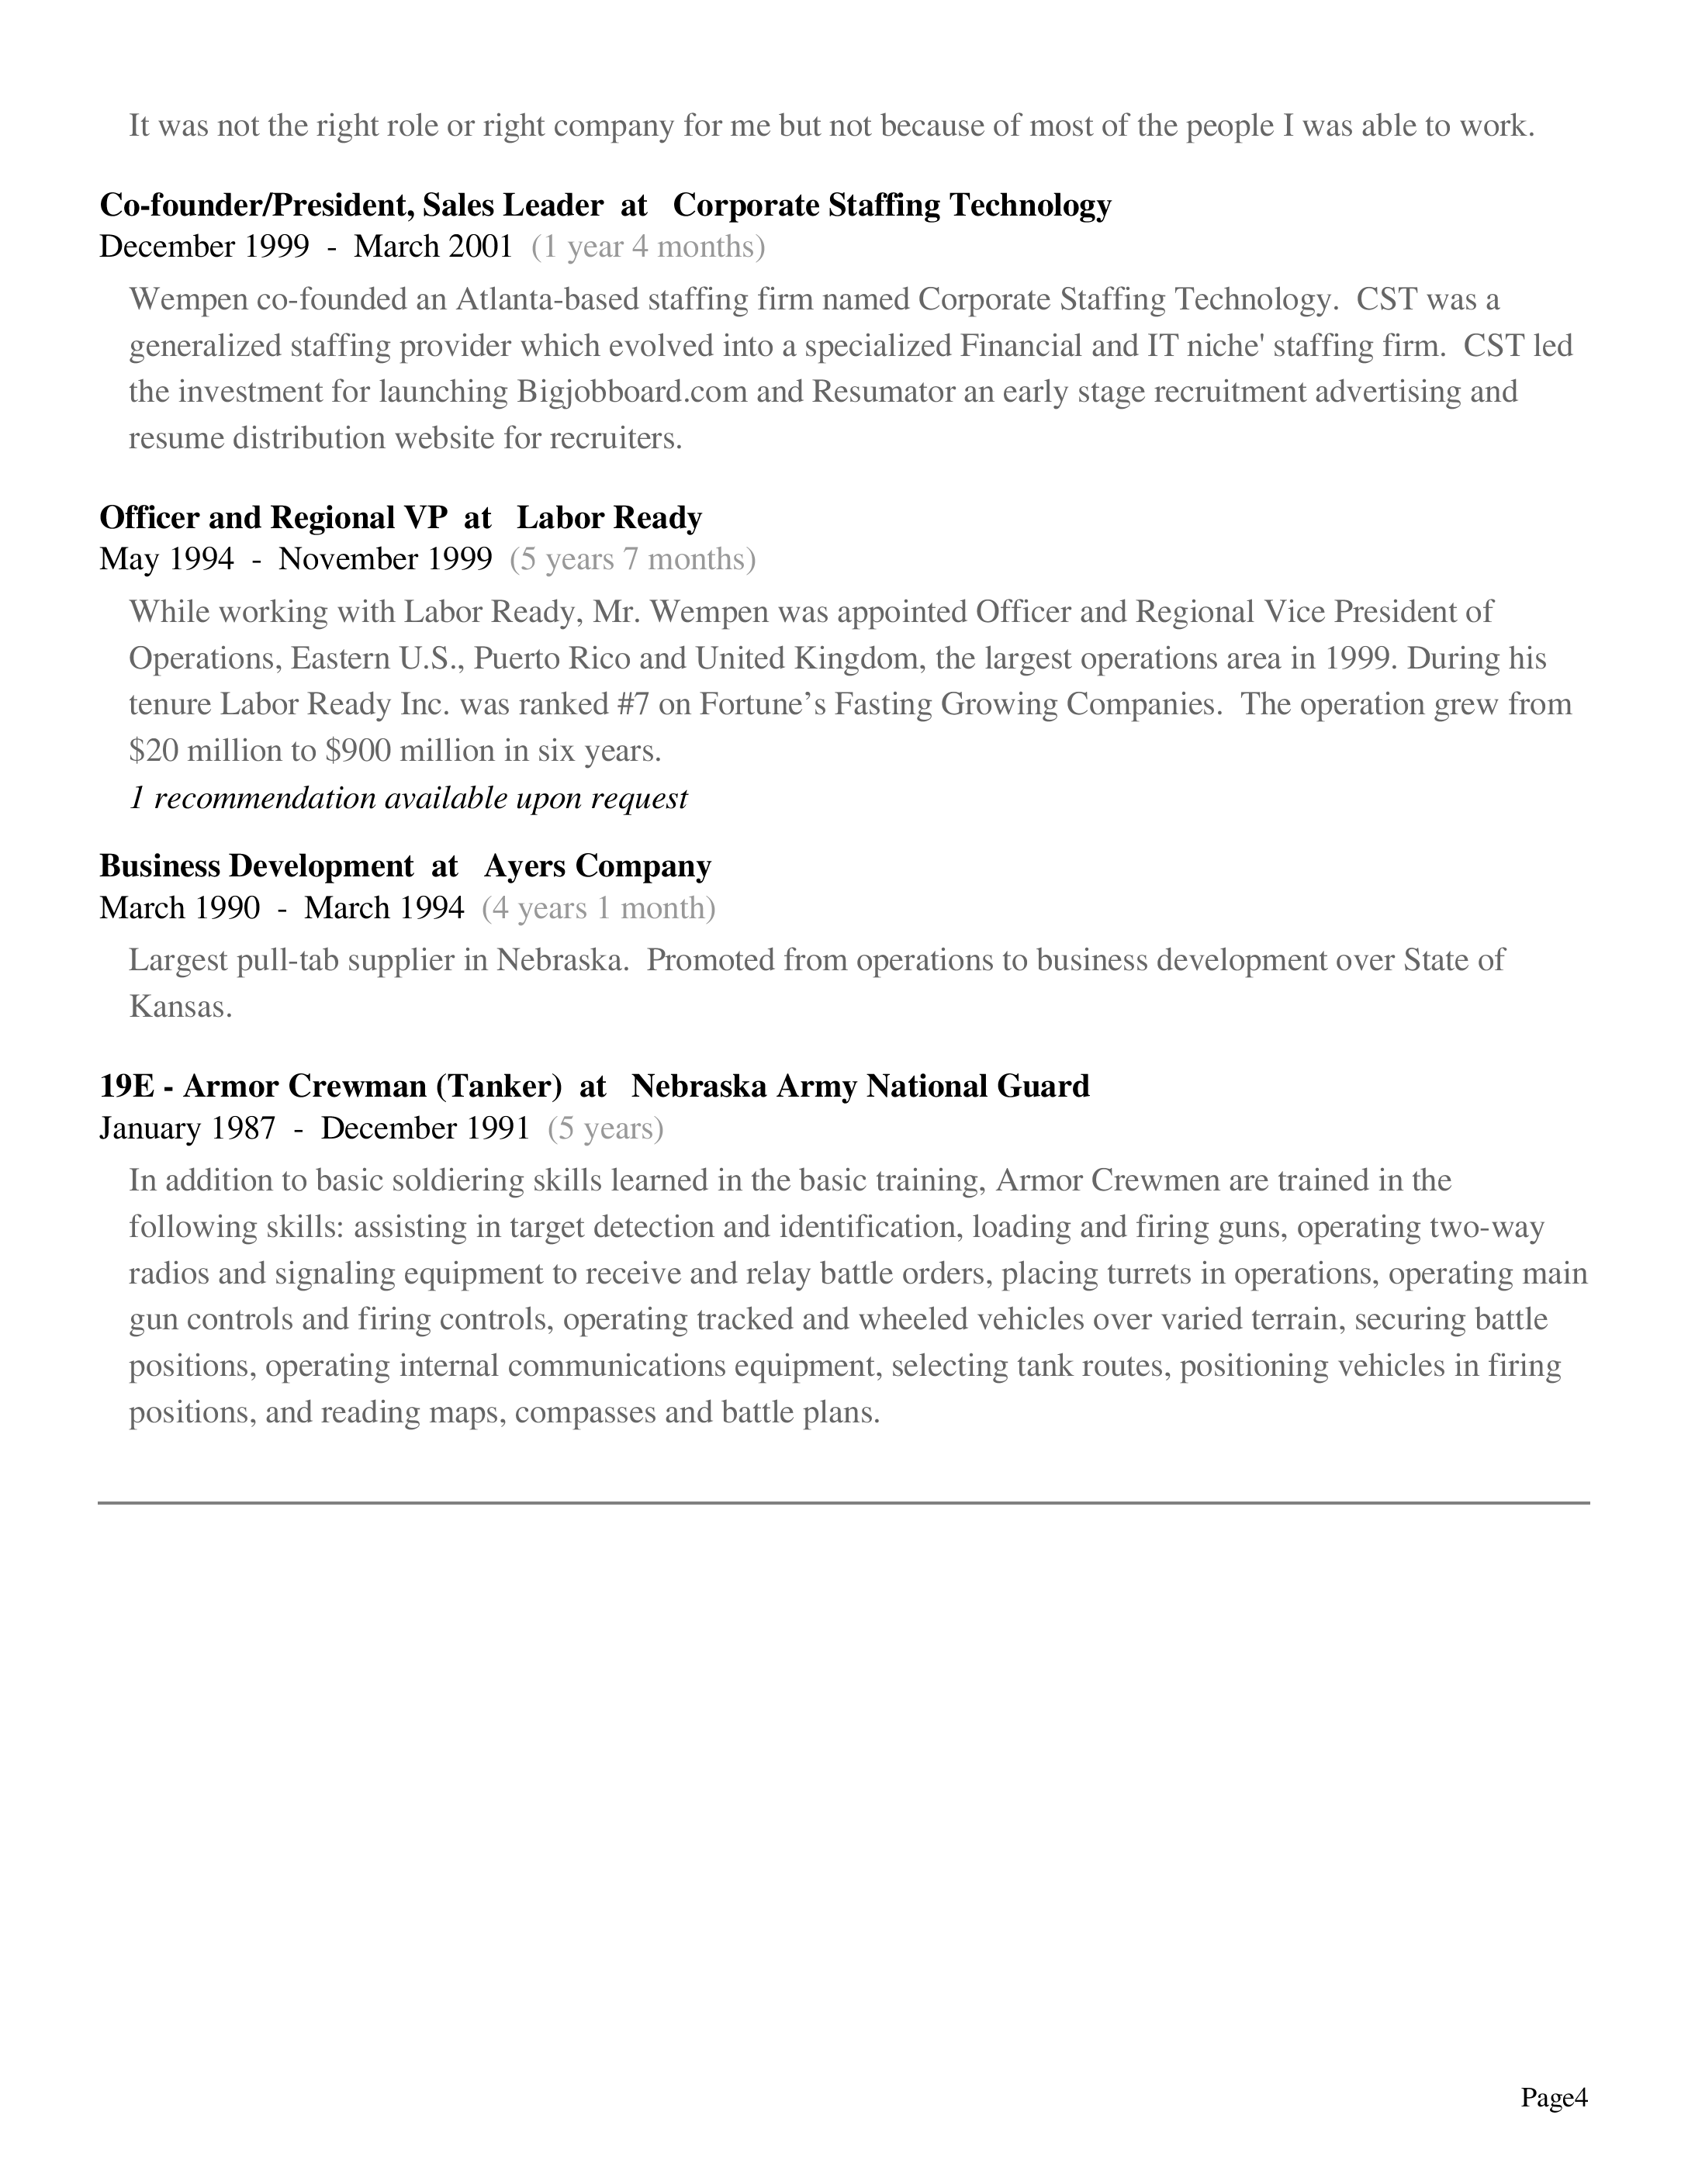 It was not the right role or right company for me but not because of most of the people I was able to work.
Co-founder/President, Sales Leader at Corporate Staffing Technology
December 1999 - March 2001 (1 year 4 months)
Wempen co-founded an Atlanta-based staffing firm named Corporate Staffing Technology. CST was a
generalized staffing provider which evolved into a specialized Financial and IT niche' staffing firm. CST led
the investment for launching Bigjobboard.com and Resumator an early stage recruitment advertising and
resume distribution website for recruiters.
Officer and Regional VP at Labor Ready
May 1994 - November 1999 (5 years 7 months)
While working with Labor Ready, Mr. Wempen was appointed Officer and Regional Vice President of
Operations, Eastern U.S., Puerto Rico and United Kingdom, the largest operations area in 1999. During his
tenure Labor Ready Inc. was ranked #7 on Fortune’s Fasting Growing Companies. The operation grew from
$20 million to $900 million in six years.
1 recommendation available upon request
Business Development at Ayers Company
March 1990 - March 1994 (4 years 1 month)
Largest pull-tab supplier in Nebraska. Promoted from operations to business development over State of
Kansas.
19E - Armor Crewman (Tanker) at Nebraska Army National Guard
January 1987 - December 1991 (5 years)
In addition to basic soldiering skills learned in the basic training, Armor Crewmen are trained in the
following skills: assisting in target detection and identification, loading and firing guns, operating two-way
radios and signaling equipment to receive and relay battle orders, placing turrets in operations, operating main
gun controls and firing controls, operating tracked and wheeled vehicles over varied terrain, securing battle
positions, operating internal communications equipment, selecting tank routes, positioning vehicles in firing
positions, and reading maps, compasses and battle plans.
Page4